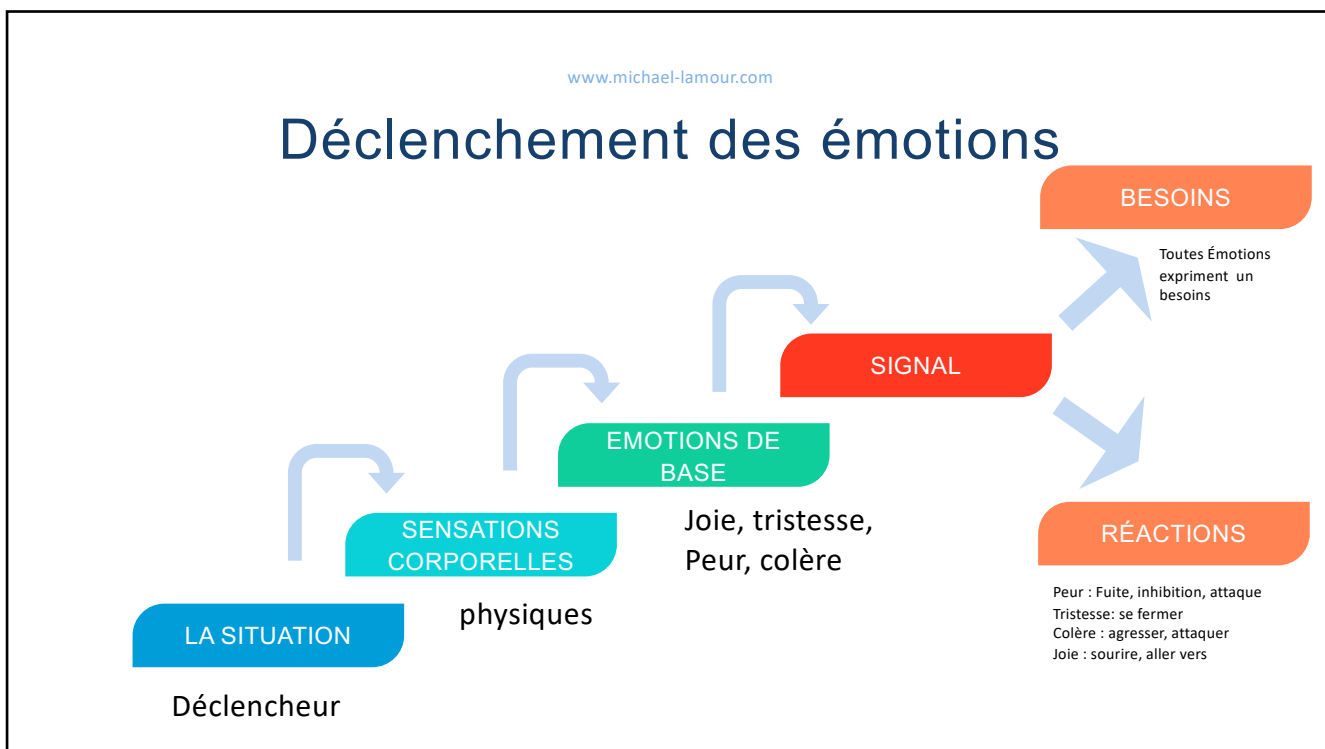 www.michael-lamour.com
Déclenchement des émotions
BESOINS
Toutes Émotions
expriment un
besoins
SIGNAL
EMOTIONS DE
BASE
Joie, tristesse,
Peur, colère
SENSATIONS
CORPORELLES
physiques
LA SITUATION
Déclencheur
RÉACTIONS
Peur : Fuite, inhibition, attaque
Tristesse: se fermer
Colère : agresser, attaquer
Joie : sourire, aller vers